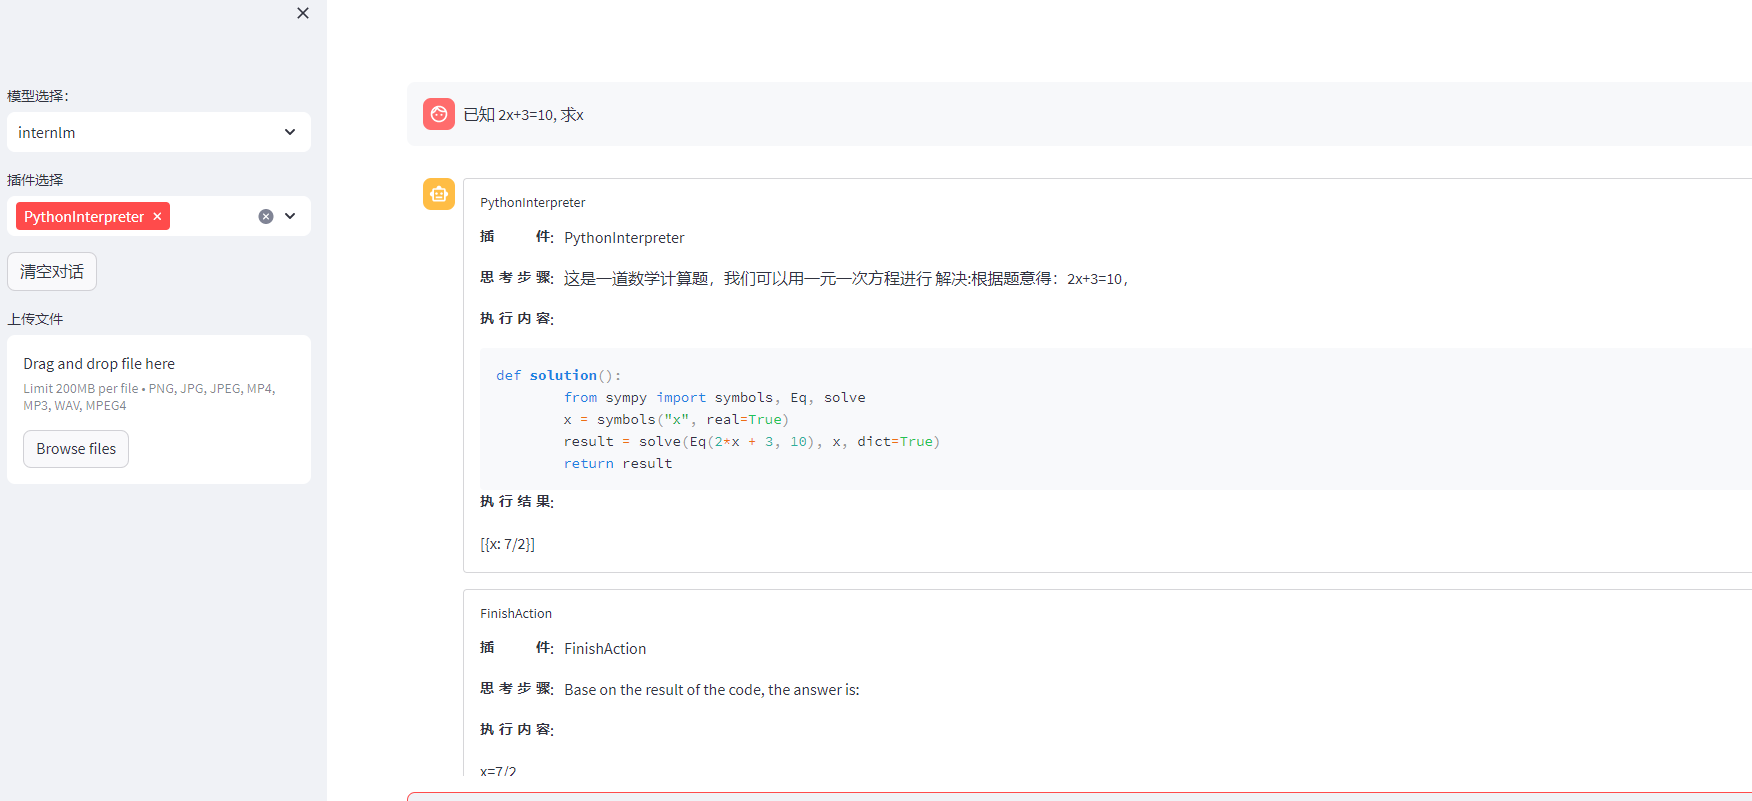 模型选择：
internlm
插件选择
PythonInterpreter ×
清空对话
上传文件
Drag and drop file here
Limit 200MB per file • PNG, JPG, JPEG, MP4,
MP3, WAV, MPEG4
Browse files
已知 2x+3=10, 求x
PythonInterpreter
插 件: PythonInterpreter
思 考 步 骤: 这是一道数学计算题，我们可以用一元一次方程进行 解决:根据题意得：2x+3=10，
执 行 内 容:
def solution():
from sympy import symbols, Eq, solve
x = symbols("x", real=True)
result = solve(Eq(2*x + 3, 10), x, dict=True)
return result
执 行 结 果:
[{x: 7/2}]
FinishAction
插 件: FinishAction
思 考 步 骤: Base on the result of the code, the answer is:
执 行 内 容:
x=7/2